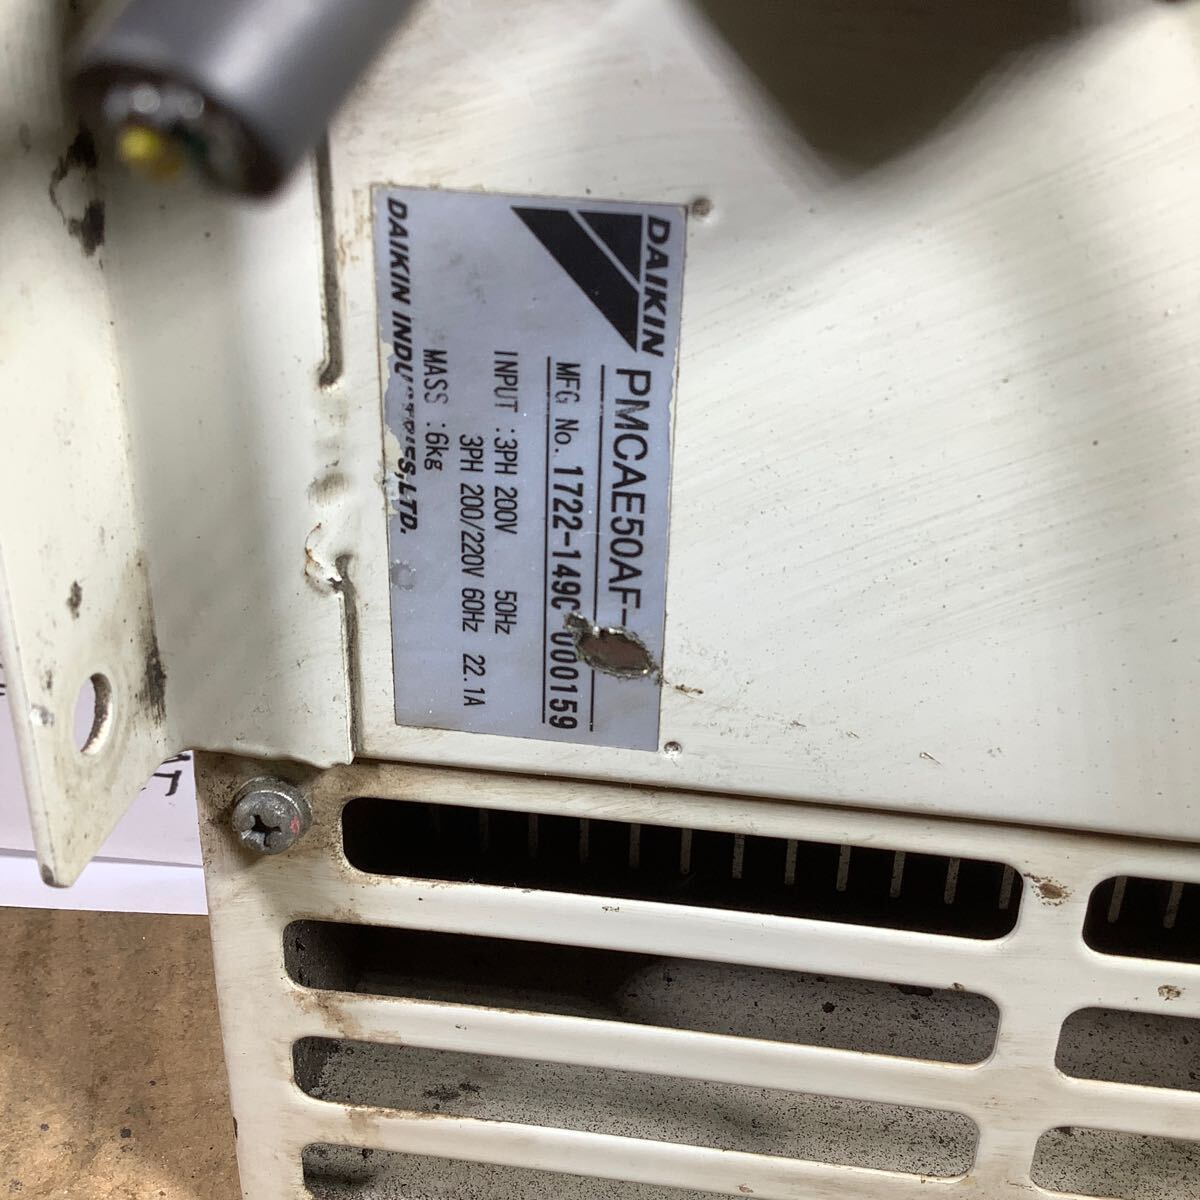 DAIKIN
PMCAE50AF-
MFG No. 1722-149C 000159
INPUT :3PH 200V 50Hz
3PH 200/220V 60Hz 22.1A
MASS :6kg
DAIKIN INDUSTRIES,LTD.